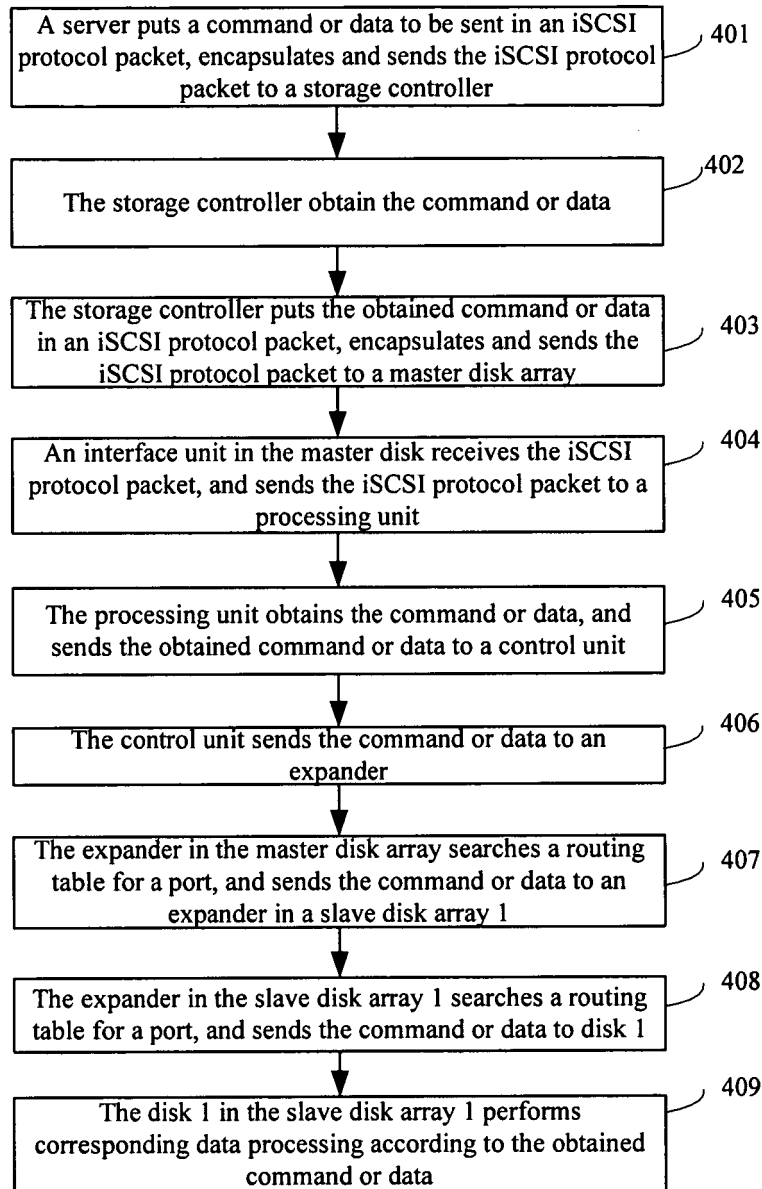 A server puts a command or data to be sent in an iSCSI
protocol packet, encapsulates and sends the iSCSI protocol
packet to a storage controller
401
The storage controller obtain the command or data
402
The storage controller puts the obtained command or data
in an iSCSI protocol packet, encapsulates and sends the
iSCSI protocol packet to a master disk array
403
An interface unit in the master disk receives the iSCSI
protocol packet, and sends the iSCSI protocol packet to a
processing unit
404
The processing unit obtains the command or data, and
sends the obtained command or data to a control unit
405
The control unit sends the command or data to an
expander
406
The expander in the master disk array searches a routing
table for a port, and sends the command or data to an
expander in a slave disk array 1
407
The expander in the slave disk array 1 searches a routing
table for a port, and sends the command or data to disk 1
408
The disk 1 in the slave disk array 1 performs
corresponding data processing according to the obtained
command or data
409